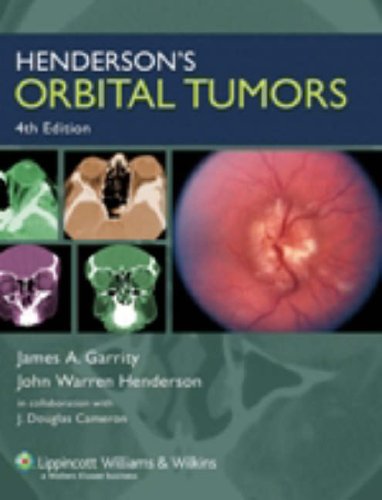 HENDERSON'S
ORBITAL TUMORS
4th Edition
James A. Garrity
John Warren Henderson
in collaboration with
J. Douglas Cameron
Lippincott Williams & Wilkins
a Wolters Kluwer business